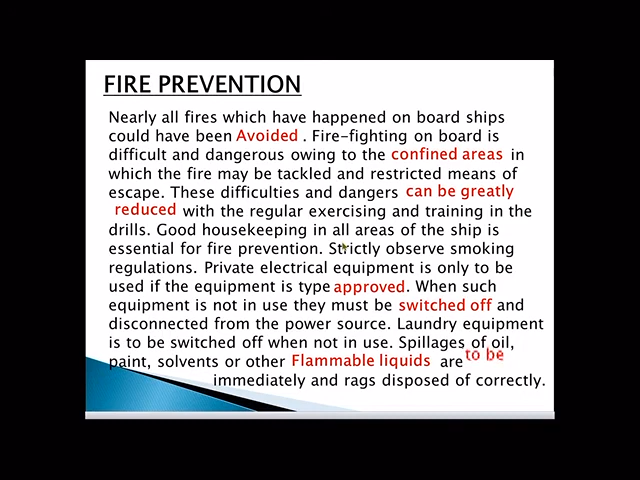 FIRE PREVENTION
Nearly all fires which have happened on board ships
could have been Avoided . Fire-fighting on board is
difficult and dangerous owing to the confined areas in
which the fire may be tackled and restricted means of
escape. These difficulties and dangers can be greatly
reduced with the regular exercising and training in the
drills. Good housekeeping in all areas of the ship is
essential for fire prevention. Strictly observe smoking
regulations. Private electrical equipment is only to be
used if the equipment is type approved. When such
equipment is not in use they must be switched off and
disconnected from the power source. Laundry equipment
is to be switched off when not in use. Spillages of oil,
paint, solvents or other Flammable liquids are to be
immediately and rags disposed of correctly.